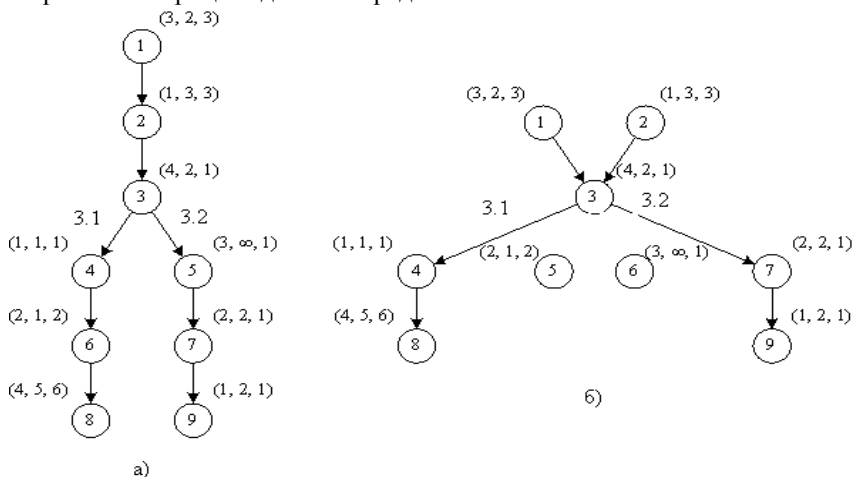 (3, 2, 3)
1
(1, 3, 3)
2
(4, 2, 1)
3
3.1
3.2
(1, 1, 1)
4
(3, ∞, 1)
5
(2, 1, 2)
6
(2, 2, 1)
7
(4, 5, 6)
8
(1, 2, 1)
9
а)
(3, 2, 3)
1
(1, 3, 3)
2
(4, 2, 1)
3
3.1
3.2
(1, 1, 1)
4
(2, 1, 2)
5
(3, ∞, 1)
6
(2, 2, 1)
7
(4, 5, 6)
8
(1, 2, 1)
9
б)